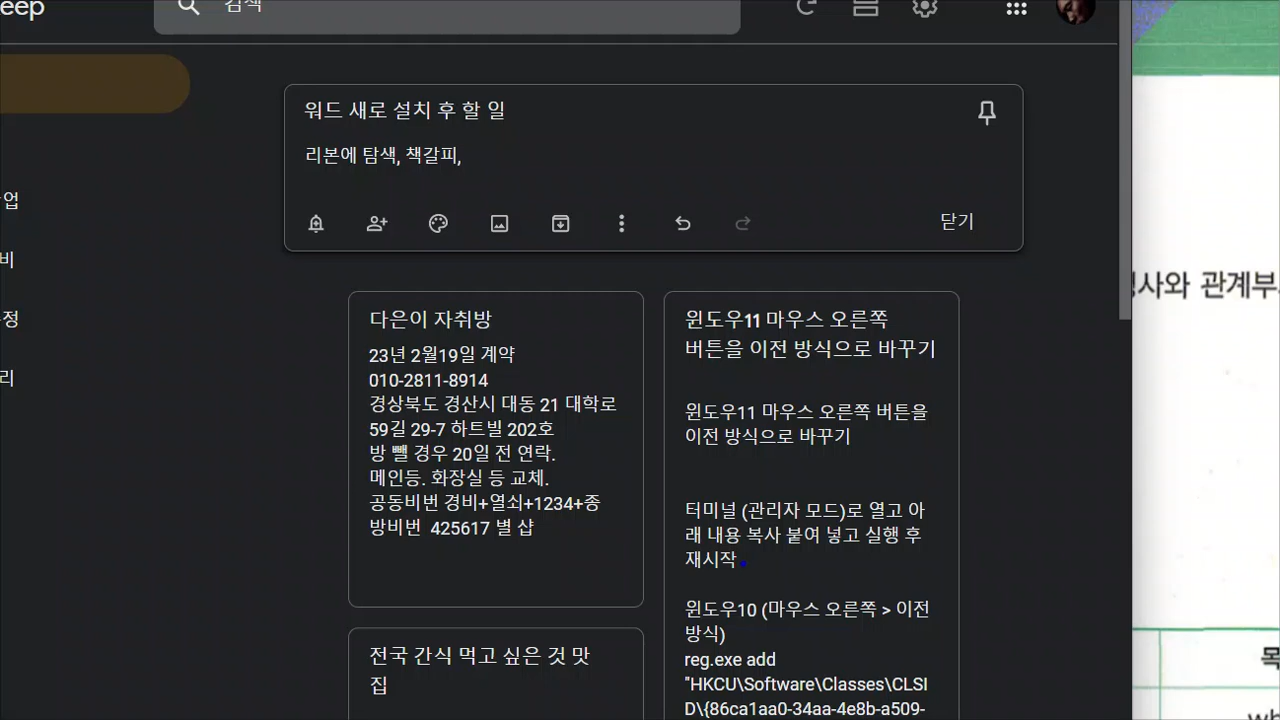 eep
검색
워드 새로 설치 후 할 일
리본에 탐색, 책갈피,
업
비
정
리
닫기
다은이 자취방
23년 2월19일 계약
010-2811-8914
경상북도 경산시 대동 21 대학로
59길 29-7 하트빌 202호
방 뺄 경우 20일 전 연락.
메인등. 화장실 등 교체.
공동비번 경비+열쇠+1234+종
방비번 425617 별 샵
윈도우11 마우스 오른쪽
버튼을 이전 방식으로 바꾸기
윈도우11 마우스 오른쪽 버튼을
이전 방식으로 바꾸기
터미널 (관리자 모드)로 열고 아
래 내용 복사 붙여 넣고 실행 후
재시작
윈도우10 (마우스 오른쪽 > 이전
방식)
reg.exe add
"HKCU\Software\Classes\CLSI
D\{86ca1aa0-34aa-4e8b-a509-
전국 간식 먹고 싶은 것 맛
집
사와 관계부